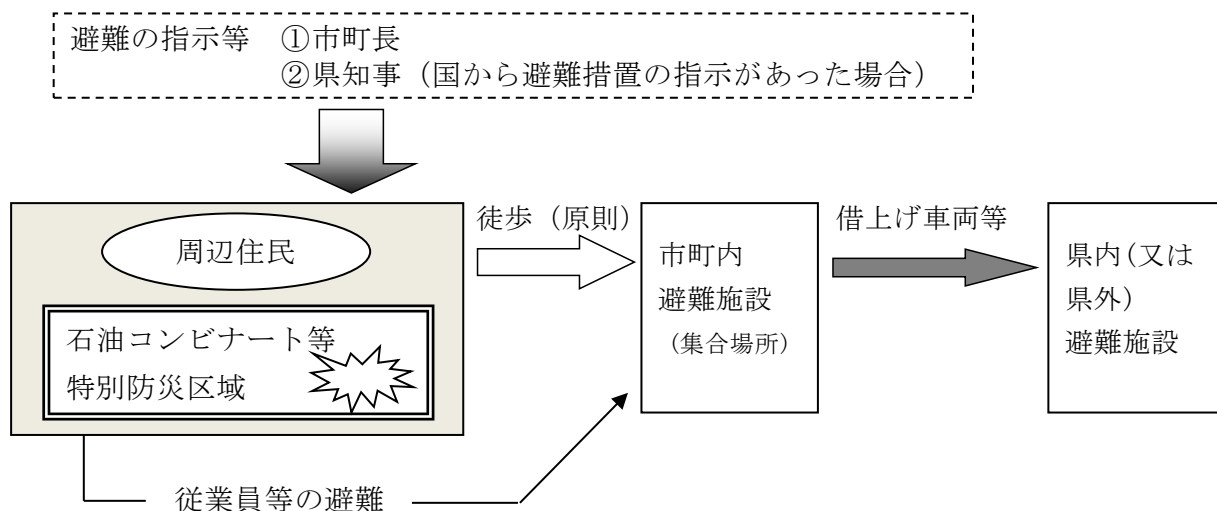 避難の指示等　①市町長
②県知事（国から避難措置の指示があった場合）
周辺住民
石油コンビナート等
特別防災区域
徒歩（原則）
市町内
避難施設
（集合場所）
借上げ車両等
県内（又は
県外）
避難施設
従業員等の避難